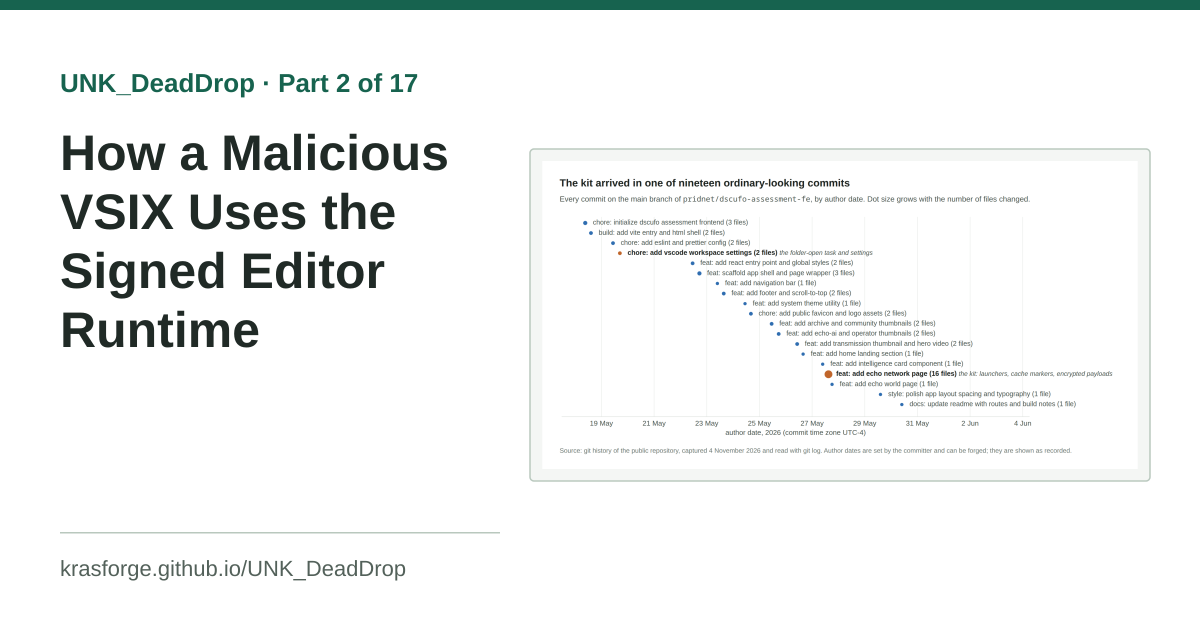 UNK_DeadDrop · Part 2 of 17
How a Malicious
VSIX Uses the
Signed Editor
Runtime
krasforge.github.io/UNK_DeadDrop
The kit arrived in one of nineteen ordinary-looking commits
Every commit on the main branch of pridnet/dscufo-assessment-fe, by author date. Dot size grows with the number of files changed.
chore: initialize dscufo assessment frontend (3 files)
build: add vite entry and html shell (2 files)
chore: add eslint and prettier config (2 files)
chore: add vscode workspace settings (2 files) the folder-open task and settings
feat: add react entry point and global styles (2 files)
feat: scaffold app shell and page wrapper (3 files)
feat: add navigation bar (1 file)
feat: add footer and scroll-to-top (2 files)
feat: add system theme utility (1 file)
chore: add public favicon and logo assets (2 files)
feat: add archive and community thumbnails (2 files)
feat: add echo-ai and operator thumbnails (2 files)
feat: add transmission thumbnail and hero video (2 files)
feat: add home landing section (1 file)
feat: add intelligence card component (1 file)
feat: add echo network page (16 files) the kit: launchers, cache markers, encrypted payloads
feat: add echo world page (1 file)
style: polish app layout spacing and typography (1 file)
docs: update readme with routes and build notes (1 file)
19 May 21 May 23 May 25 May 27 May 29 May 31 May 2 Jun 4 Jun
author date, 2026 (commit time zone UTC-4)
Source: git history of the public repository, captured 4 November 2026 and read with git log. Author dates are set by the committer and can be forged; they are shown as recorded.